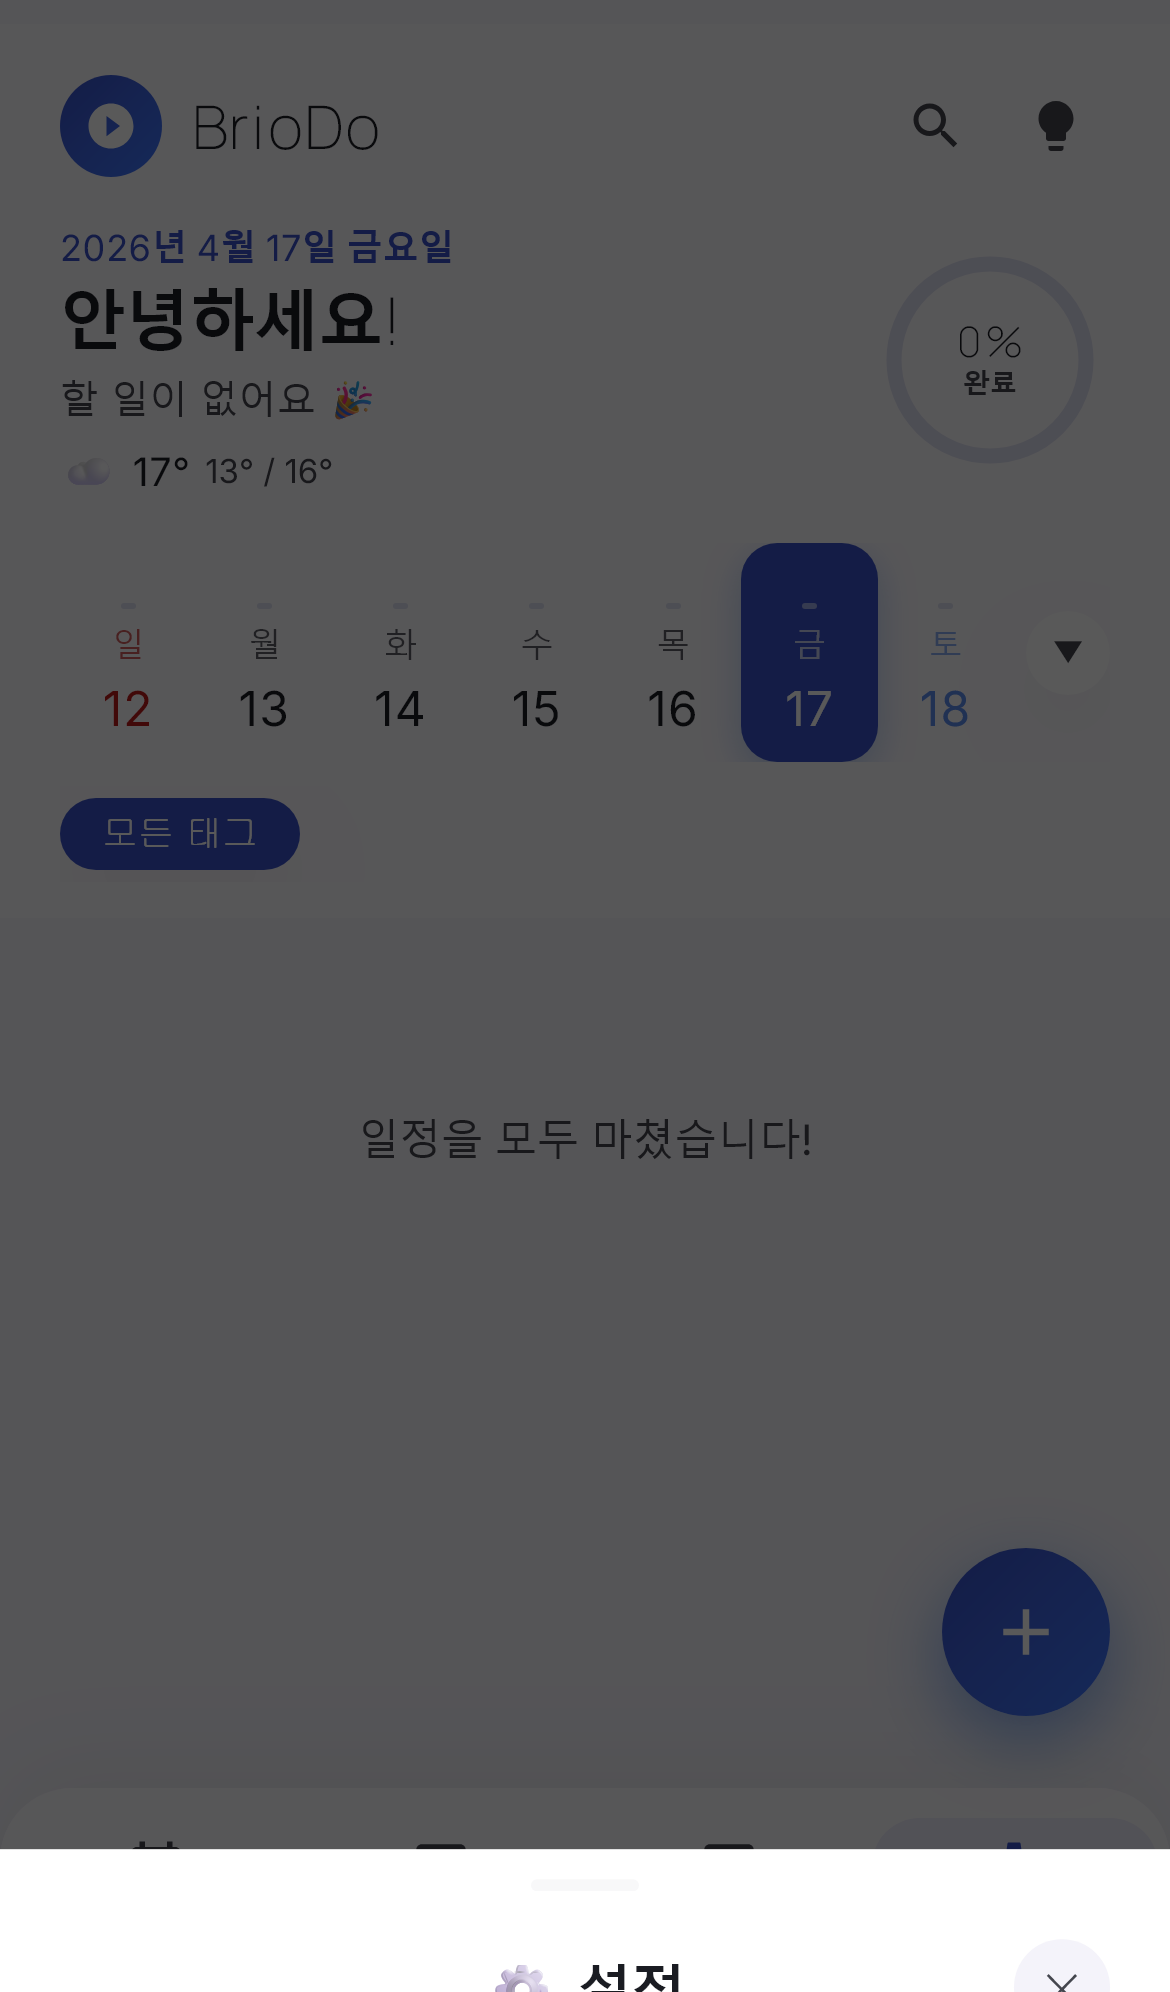 BrioDo
2026년 4월 17일 금요일
안녕하세요!
할 일이 없어요 🎉
0%
완료
17° 13° / 16°
일 월 화 수 목 금 토
12 13 14 15 16 17 18
모든 태그
일정을 모두 마쳤습니다!
설정